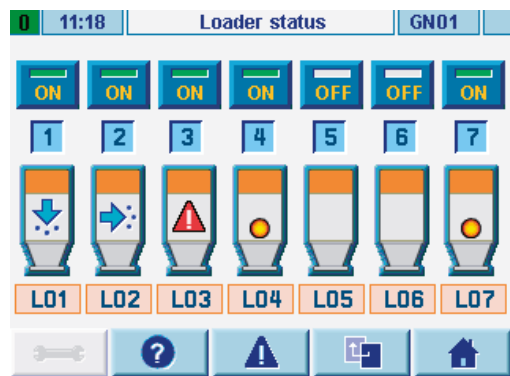 0 11:18 Loader status GN01
ON ON ON ON OFF OFF ON
1 2 3 4 5 6 7
L01 L02 L03 L04 L05 L06 L07
?